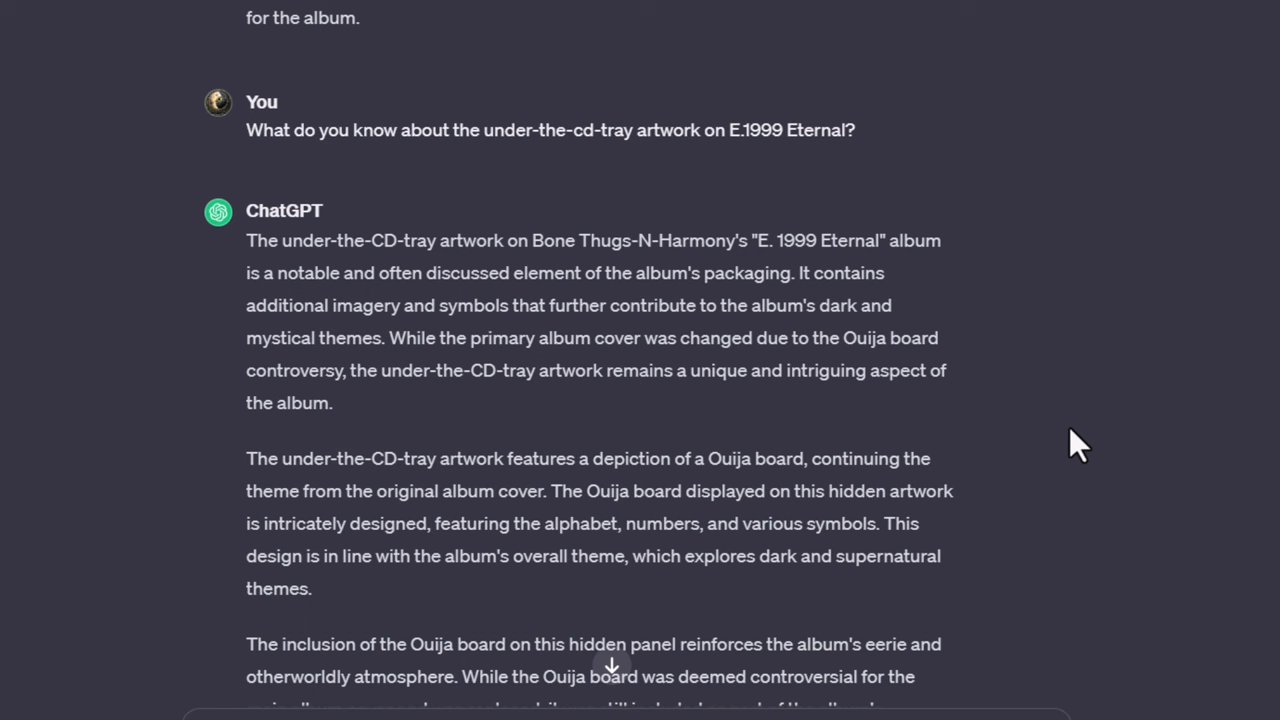 for the album.
You
What do you know about the under-the-cd-tray artwork on E.1999 Eternal?
ChatGPT
The under-the-CD-tray artwork on Bone Thugs-N-Harmony's "E. 1999 Eternal" album
is a notable and often discussed element of the album's packaging. It contains
additional imagery and symbols that further contribute to the album's dark and
mystical themes. While the primary album cover was changed due to the Ouija board
controversy, the under-the-CD-tray artwork remains a unique and intriguing aspect of
the album.
The under-the-CD-tray artwork features a depiction of a Ouija board, continuing the
theme from the original album cover. The Ouija board displayed on this hidden artwork
is intricately designed, featuring the alphabet, numbers, and various symbols. This
design is in line with the album's overall theme, which explores dark and supernatural
themes.
The inclusion of the Ouija board on this hidden panel reinforces the album's eerie and
otherworldly atmosphere. While the Ouija board was deemed controversial for the